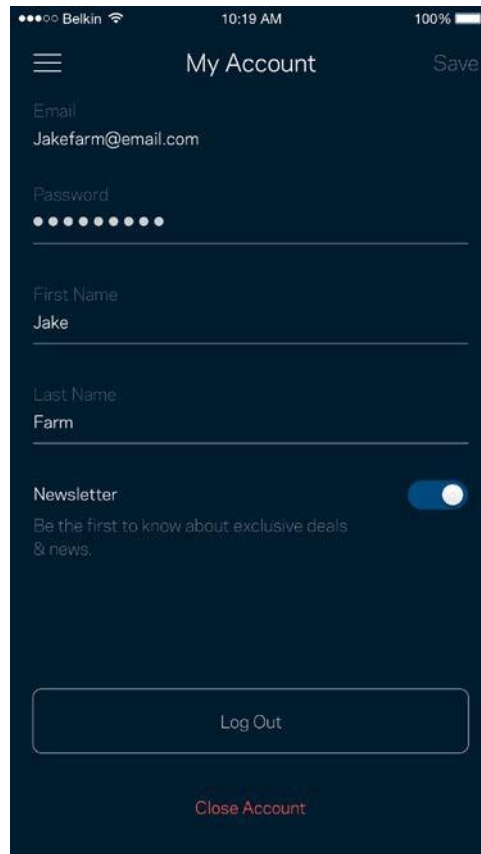 Belkin 10:19 AM 100%
My Account Save
Email
Jakefarm@email.com
Password
First Name
Jake
Last Name
Farm
Newsletter
Be the first to know about exclusive deals
& news.
Log Out
Close Account